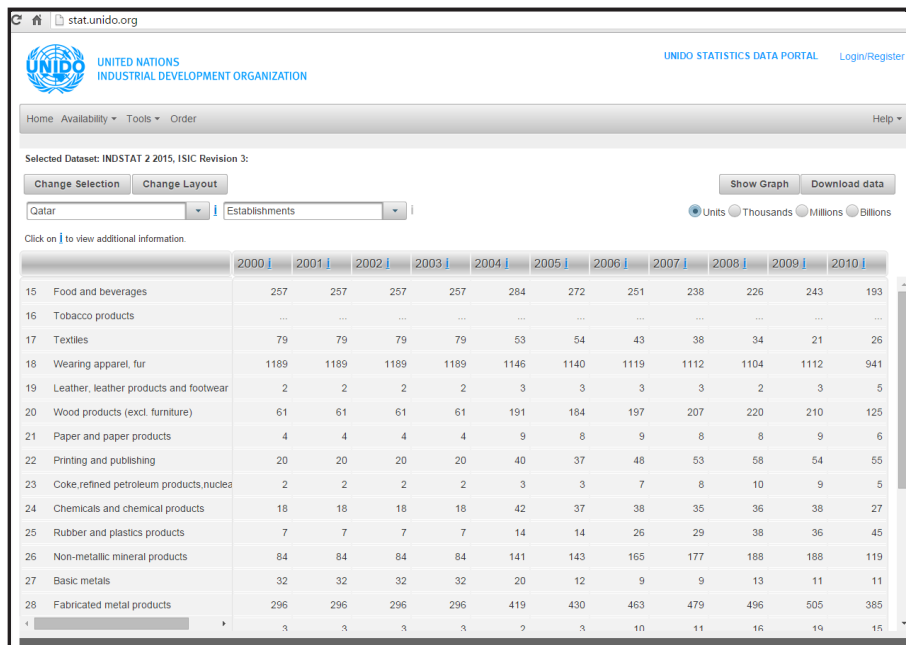 stat.unido.org
UNIDO
UNITED NATIONS
INDUSTRIAL DEVELOPMENT ORGANIZATION
UNIDO STATISTICS DATA PORTAL Login/Register
Home Availability Tools Order Help
Selected Dataset: INDSTAT 2 2015, ISIC Revision 3:
Change Selection Change Layout Show Graph Download data
Qatar i Establishments i Units Thousands Millions Billions
Click on i to view additional information.
2000 i 2001 i 2002 i 2003 i 2004 i 2005 i 2006 i 2007 i 2008 i 2009 i 2010 i
15 Food and beverages 257 257 257 257 284 272 251 238 226 243 193
16 Tobacco products ... ... ... ... ... ... ... ... ... ... ...
17 Textiles 79 79 79 79 53 54 43 38 34 21 26
18 Wearing apparel, fur 1189 1189 1189 1189 1146 1140 1119 1112 1104 1112 941
19 Leather, leather products and footwear 2 2 2 2 3 3 3 3 2 3 5
20 Wood products (excl. furniture) 61 61 61 61 191 184 197 207 220 210 125
21 Paper and paper products 4 4 4 4 9 8 9 8 8 9 6
22 Printing and publishing 20 20 20 20 40 37 48 53 58 54 55
23 Coke,refined petroleum products,nuclea 2 2 2 2 3 3 7 8 10 9 5
24 Chemicals and chemical products 18 18 18 18 42 37 38 35 36 38 27
25 Rubber and plastics products 7 7 7 7 14 14 26 29 38 36 45
26 Non-metallic mineral products 84 84 84 84 141 143 165 177 188 188 119
27 Basic metals 32 32 32 32 20 12 9 9 13 11 11
28 Fabricated metal products 296 296 296 296 419 430 463 479 496 505 385
3 3 3 3 2 3 10 11 16 19 15